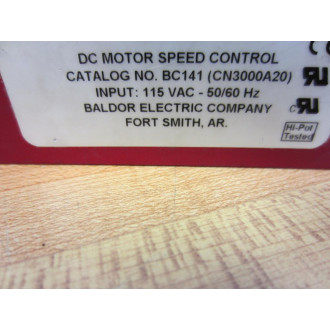 DC MOTOR SPEED CONTROL
CATALOG NO. BC141 (CN3000A20)
INPUT: 115 VAC - 50/60 Hz
BALDOR ELECTRIC COMPANY
FORT SMITH, AR.
Hi-Pot
Tested